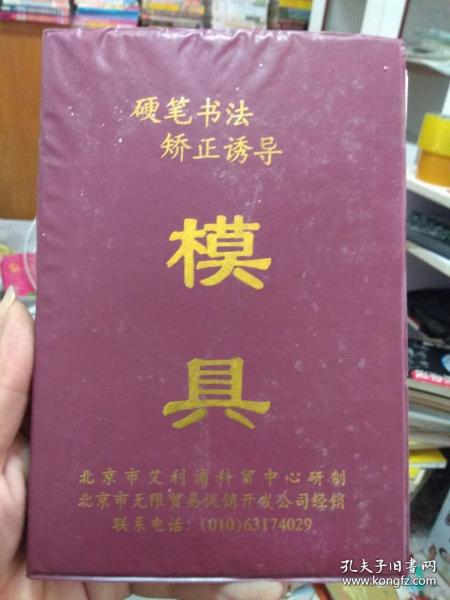 硬笔书法
矫正诱导
模
具
北京市艾利浦科贸中心研制
北京市无限贸易促销开发公司经销
联系电话：(010)63174029
孔夫子旧书网
www.kongfz.com